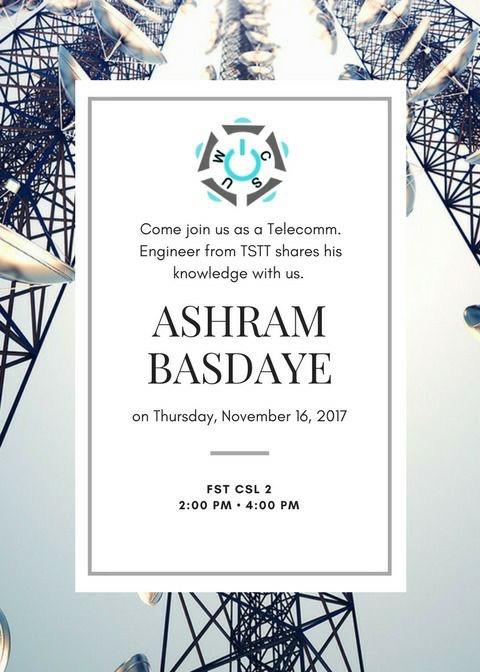 U M C S
Come join us as a Telecomm.
Engineer from TSTT shares his
knowledge with us.
ASHRAM
BASDAYE
on Thursday, November 16, 2017
FST CSL 2
2:00 PM • 4:00 PM